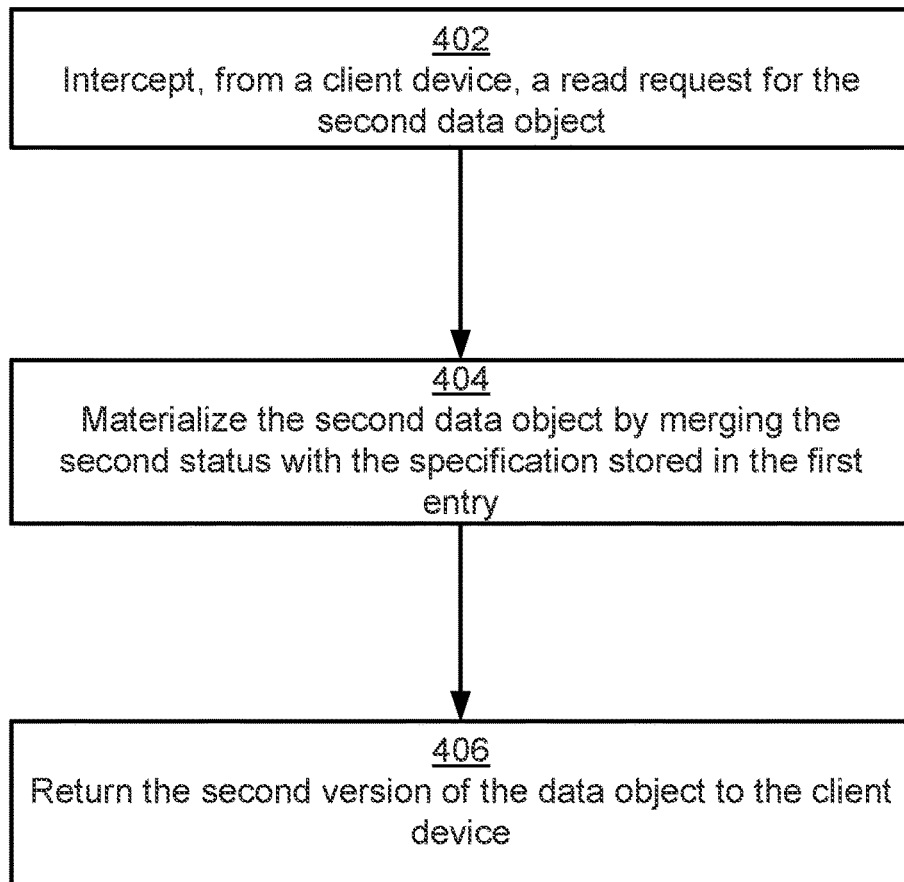 402
Intercept, from a client device, a read request for the
second data object
404
Materialize the second data object by merging the
second status with the specification stored in the first
entry
406
Return the second version of the data object to the client
device